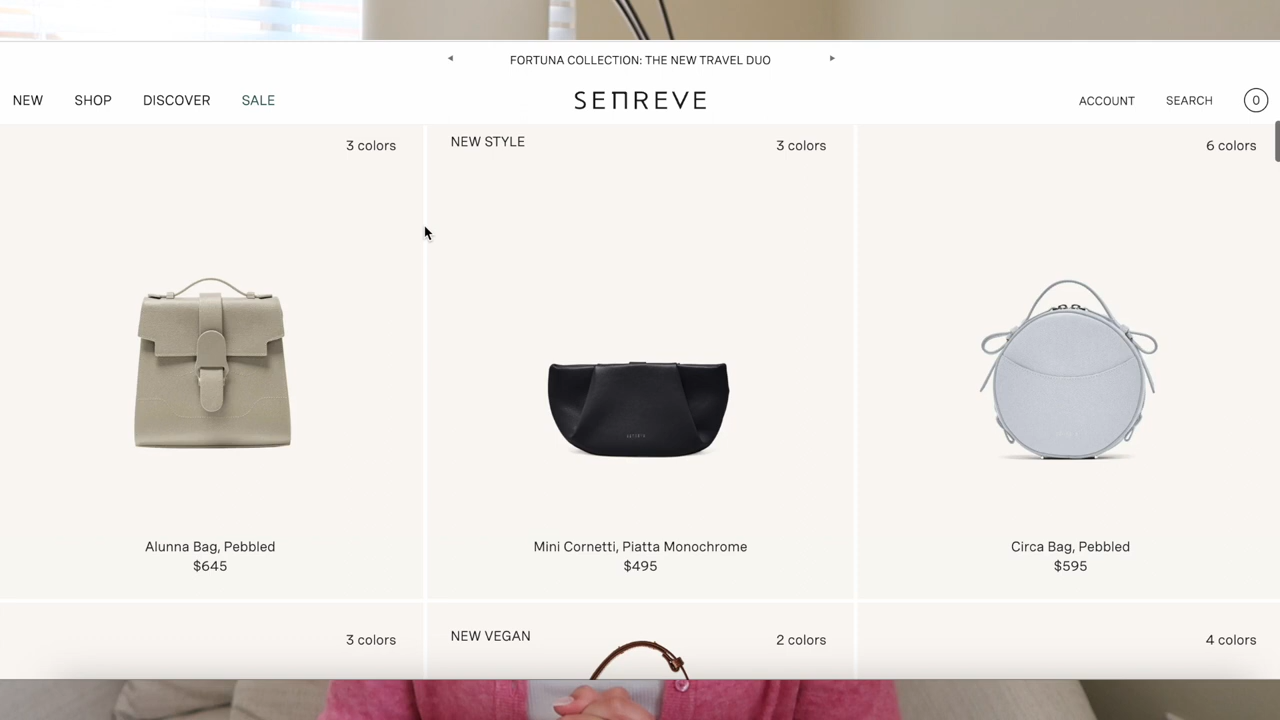 FORTUNA COLLECTION: THE NEW TRAVEL DUO
NEW SHOP DISCOVER SALE
SENREVE
ACCOUNT SEARCH 0
3 colors
NEW STYLE
3 colors
6 colors
Alunna Bag, Pebbled
$645
Mini Cornetti, Piatta Monochrome
$495
Circa Bag, Pebbled
$595
3 colors
NEW VEGAN
2 colors
4 colors